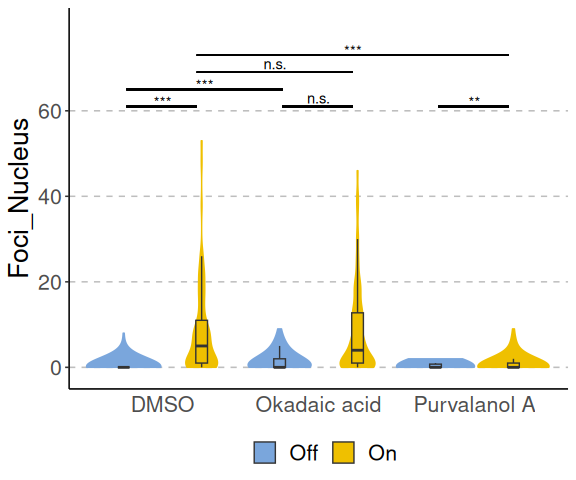 ***
n.s.
***
***
n.s.
**
Foci_Nucleus
60
40
20
0
DMSO
Okadaic acid
Purvalanol A
Off
On